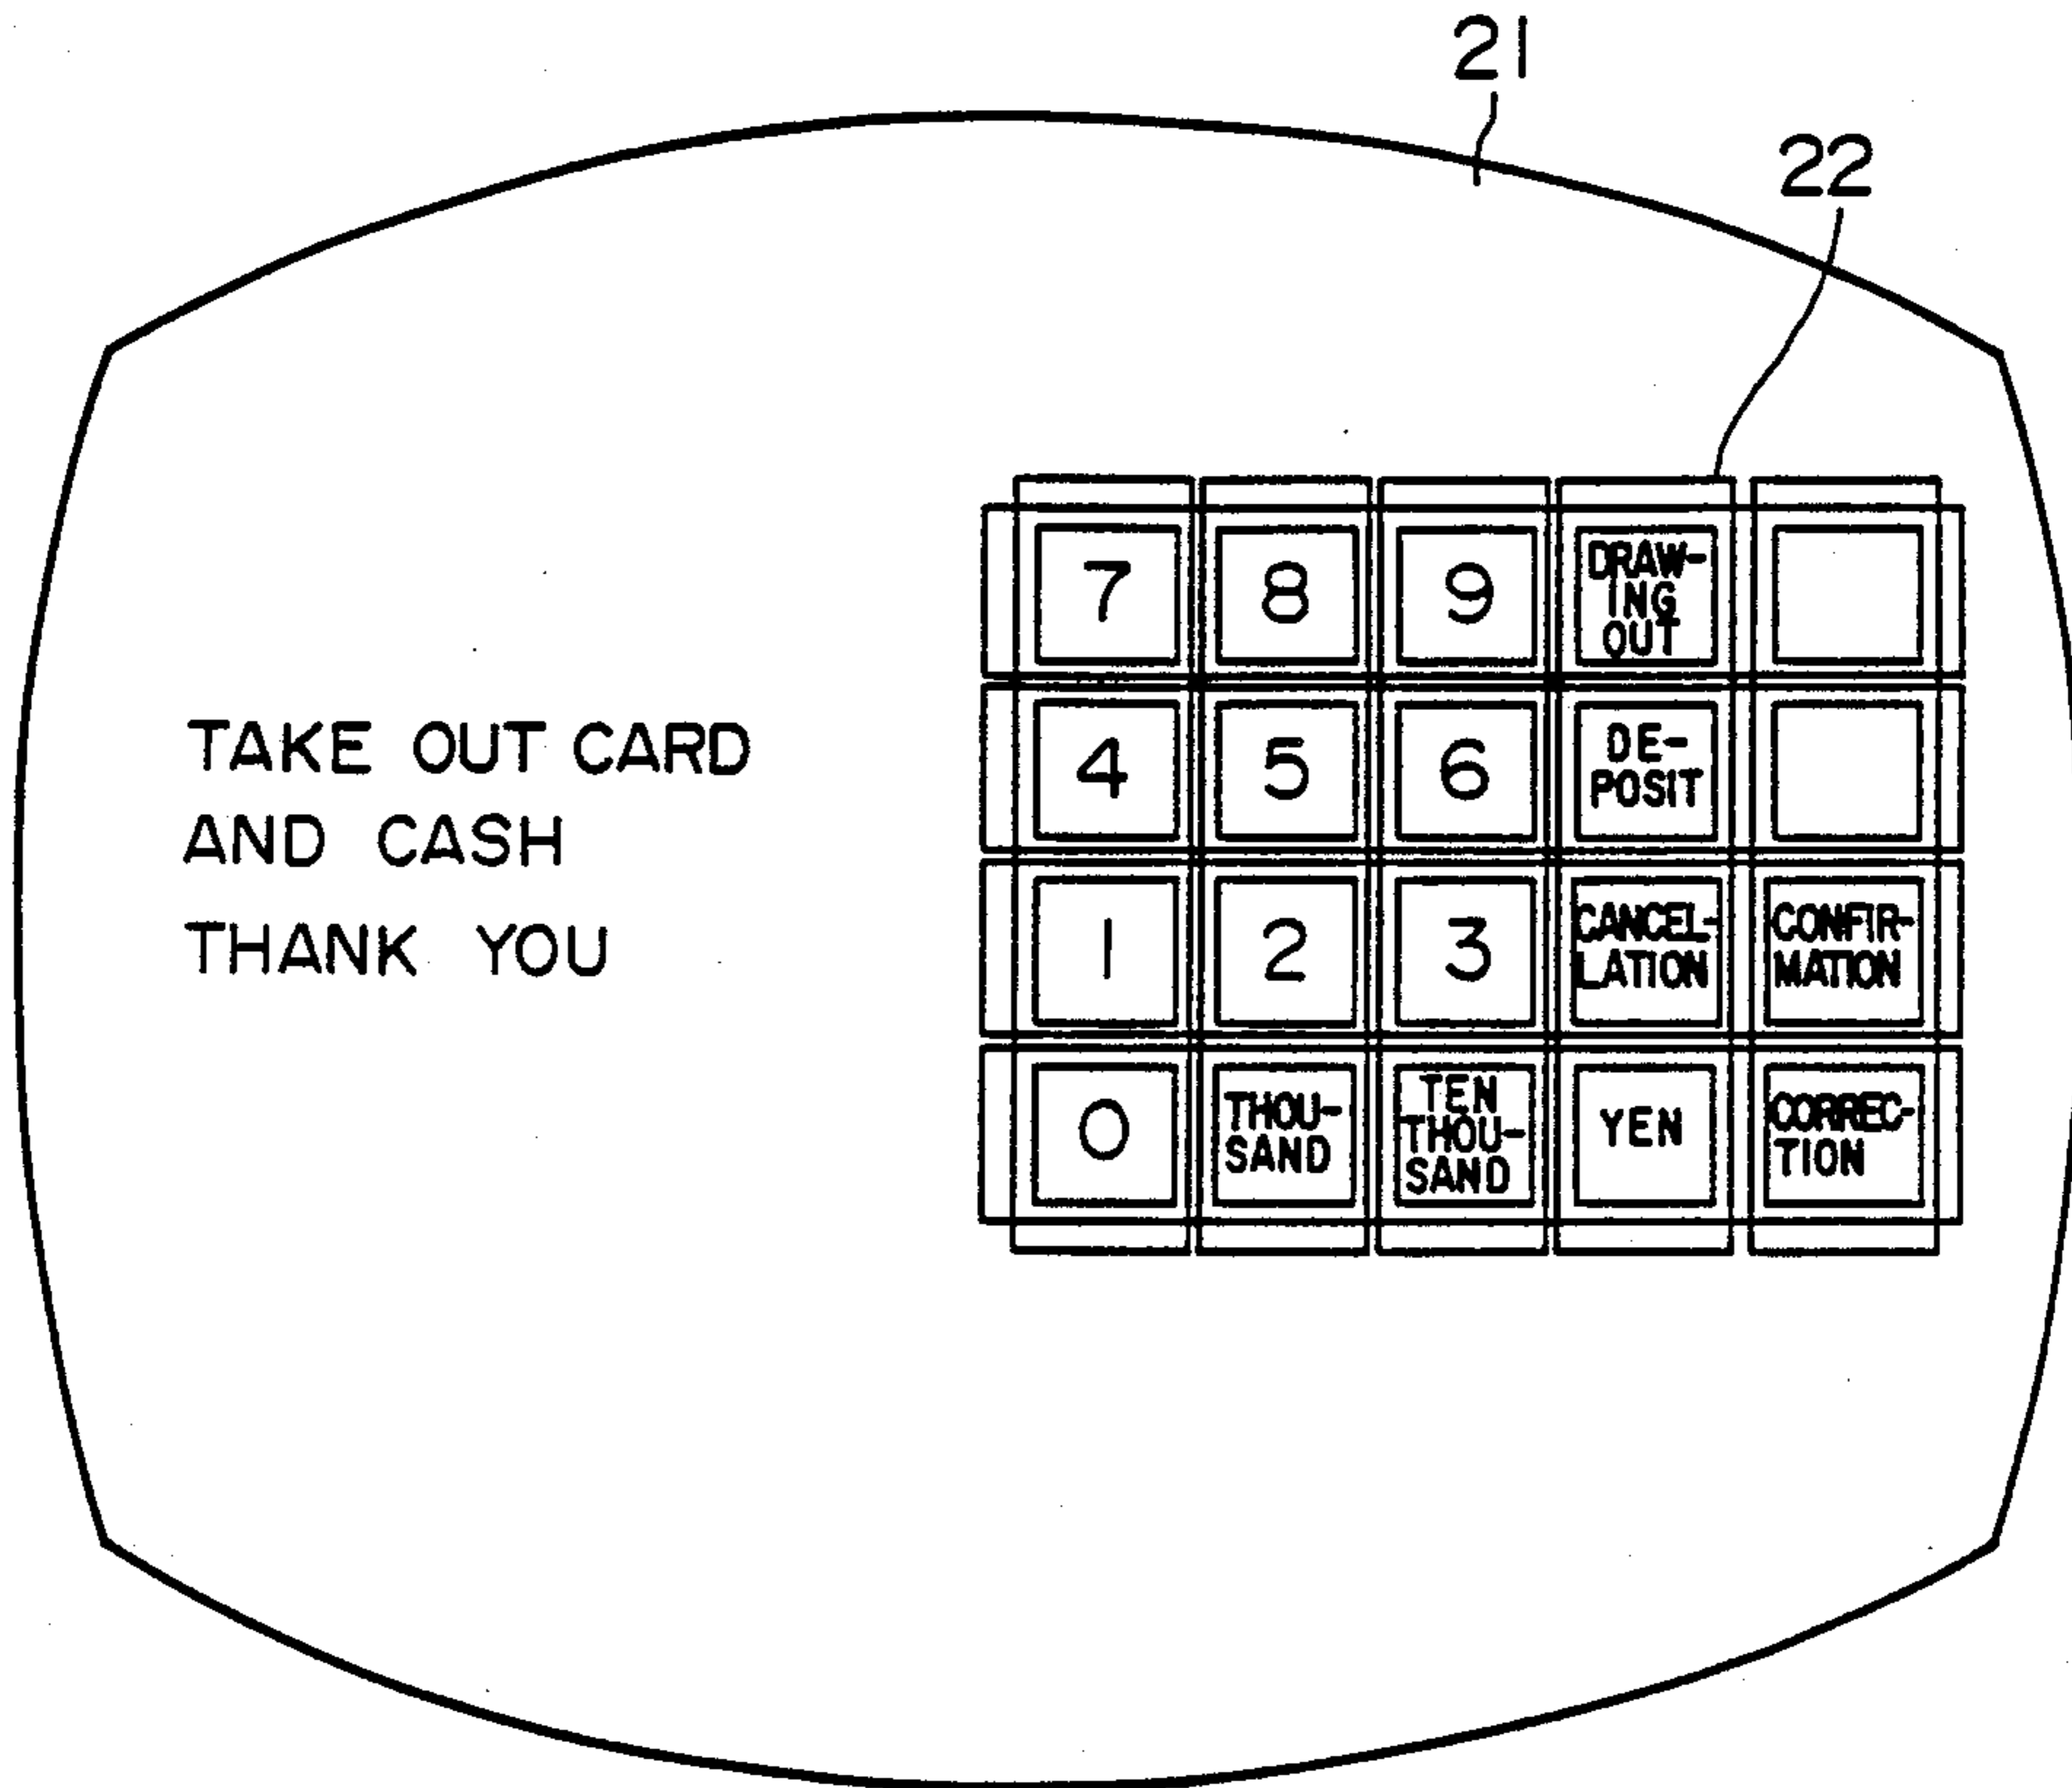 21
22
TAKE OUT CARD
AND CASH
THANK YOU
7
8
9
DRAW-
ING
OUT
4
5
6
DE-
POSIT
1
2
3
CANCEL-
LATION
CONFIR-
MATION
0
THOU-
SAND
TEN
THOU-
SAND
YEN
CORREC-
TION